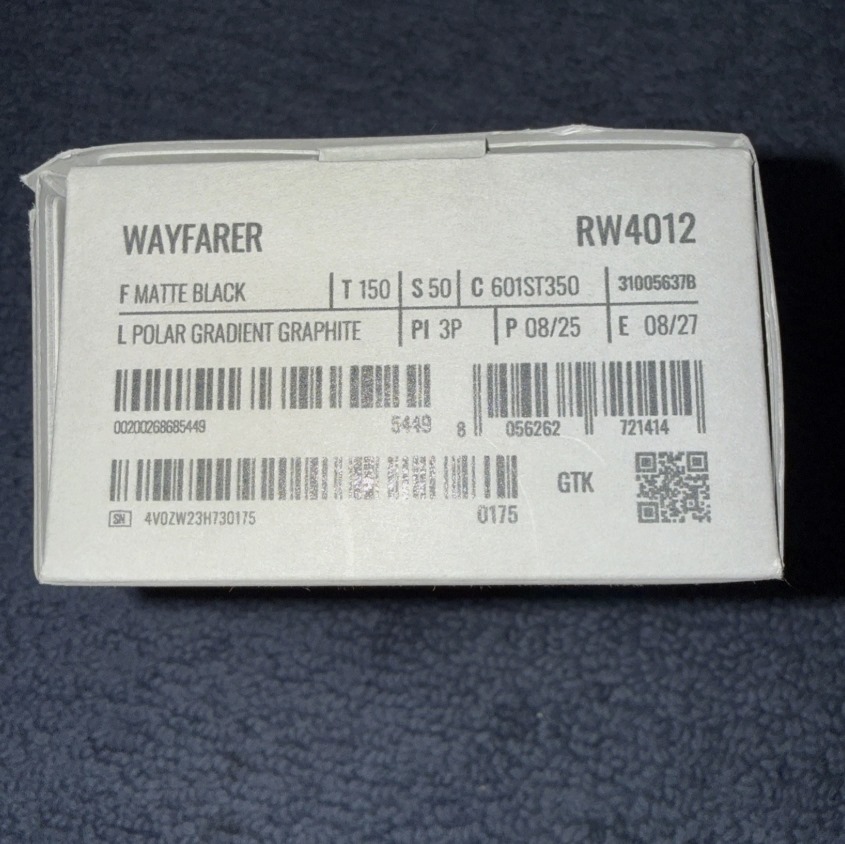 WAYFARER RW4012
F MATTE BLACK T 150 S 50 C 601ST350 31005637B
L POLAR GRADIENT GRAPHITE PI 3P P 08/25 E 08/27
00200268685449 5449 8 056262 721414
GTK
SN 4V0ZW23H730175 0175